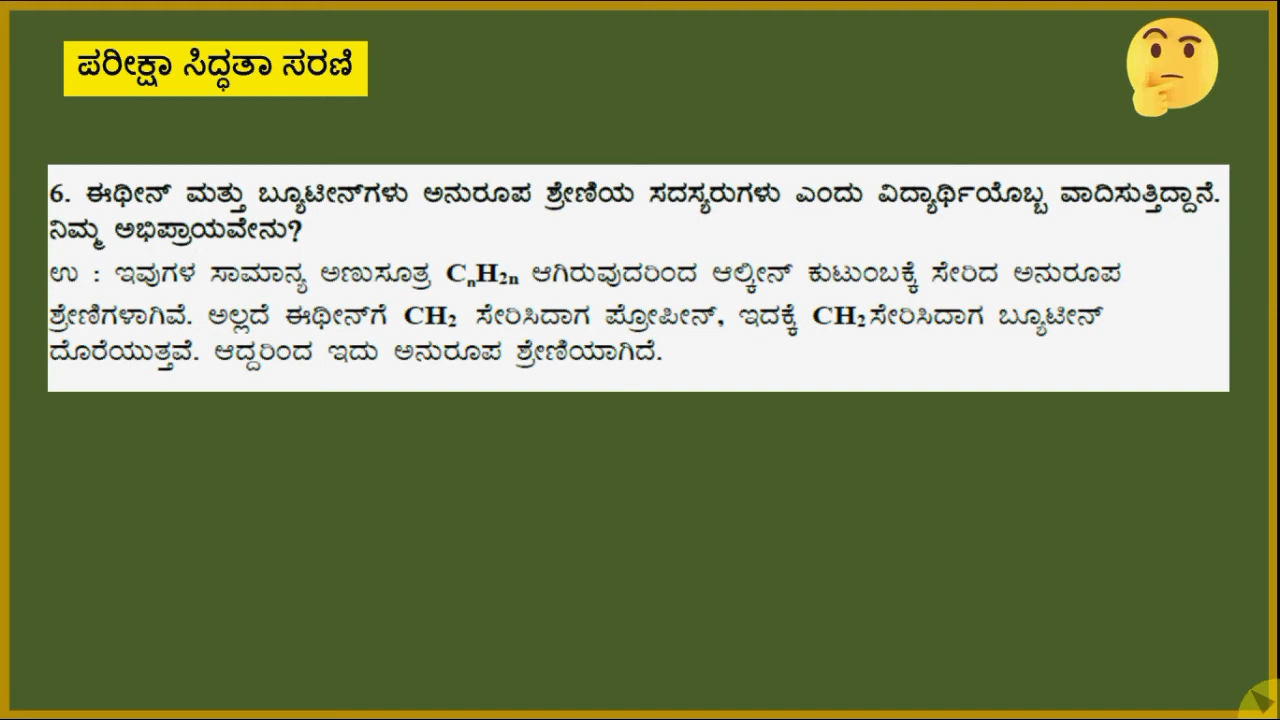 ಪರೀಕ್ಷಾ ಸಿದ್ಧತಾ ಸರಣಿ
6. ಈಥೀನ್ ಮತ್ತು ಬ್ಯೂಟೀನ್‌ಗಳು ಅನುರೂಪ ಶ್ರೇಣಿಯ ಸದಸ್ಯರುಗಳು ಎಂದು ವಿದ್ಯಾರ್ಥಿಯೊಬ್ಬ ವಾದಿಸುತ್ತಿದ್ದಾನೆ.
ನಿಮ್ಮ ಅಭಿಪ್ರಾಯವೇನು?
ಉ : ಇವುಗಳ ಸಾಮಾನ್ಯ ಅಣುಸೂತ್ರ CₙH₂ₙ ಆಗಿರುವುದರಿಂದ ಆಲ್ಕೀನ್ ಕುಟುಂಬಕ್ಕೆ ಸೇರಿದ ಅನುರೂಪ
ಶ್ರೇಣಿಗಳಾಗಿವೆ. ಅಲ್ಲದೆ ಈಥೀನ್‌ಗೆ CH₂ ಸೇರಿಸಿದಾಗ ಪ್ರೋಪೀನ್, ಇದಕ್ಕೆ CH₂ಸೇರಿಸಿದಾಗ ಬ್ಯೂಟೀನ್
ದೊರೆಯುತ್ತವೆ. ಆದ್ದರಿಂದ ಇದು ಅನುರೂಪ ಶ್ರೇಣಿಯಾಗಿದೆ.